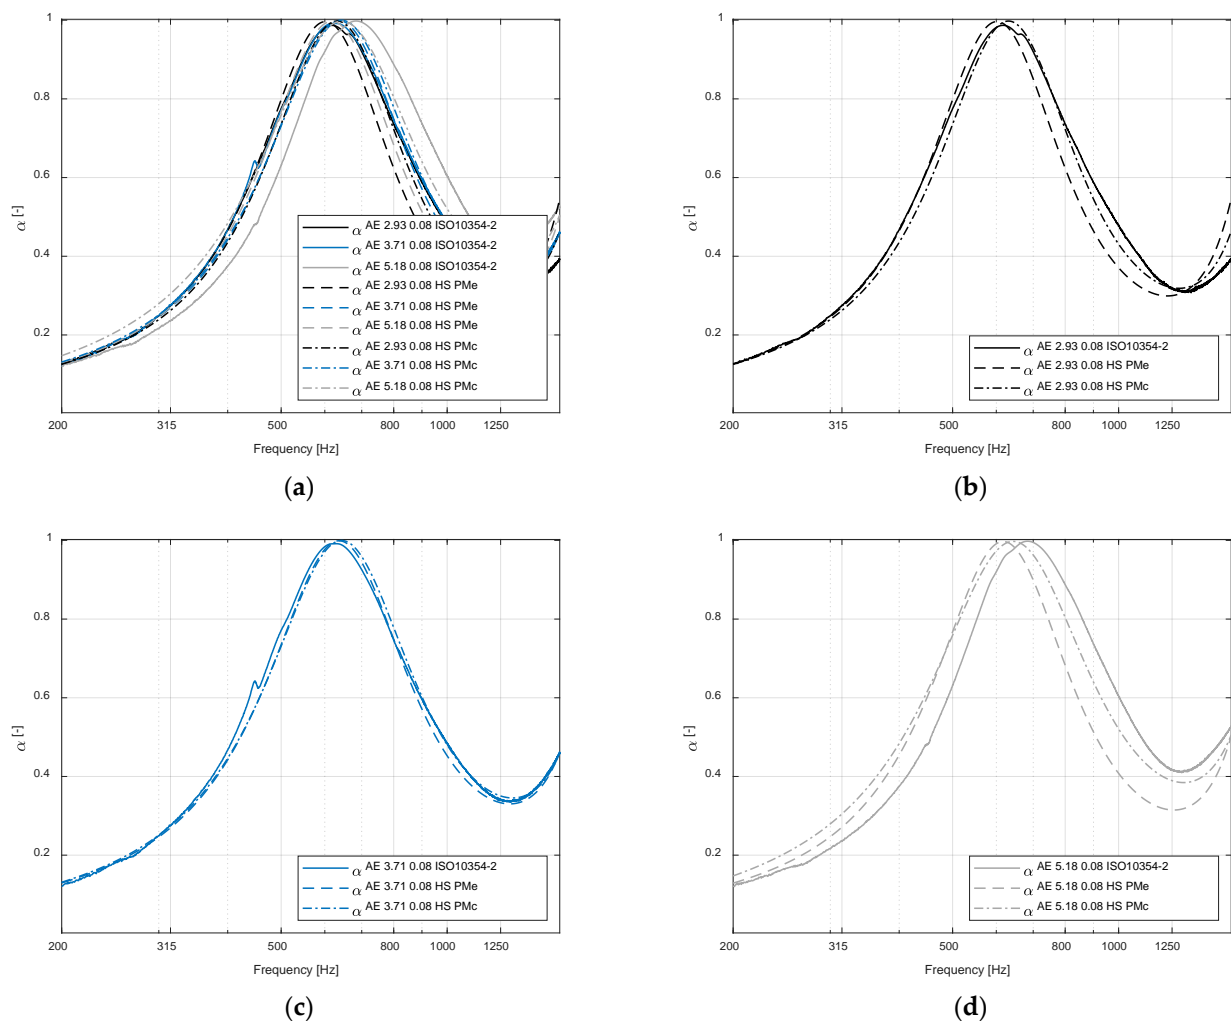 1
0.8
0.6
0.4
0.2
α [-]
α AE 2.93 0.08 ISO10354-2
α AE 3.71 0.08 ISO10354-2
α AE 5.18 0.08 ISO10354-2
α AE 2.93 0.08 HS PMe
α AE 3.71 0.08 HS PMe
α AE 5.18 0.08 HS PMe
α AE 2.93 0.08 HS PMc
α AE 3.71 0.08 HS PMc
α AE 5.18 0.08 HS PMc
200 315 500 800 1000 1250
Frequency [Hz]
(a)
1
0.8
0.6
0.4
0.2
α [-]
α AE 2.93 0.08 ISO10354-2
α AE 2.93 0.08 HS PMe
α AE 2.93 0.08 HS PMc
200 315 500 800 1000 1250
Frequency [Hz]
(b)
1
0.8
0.6
0.4
0.2
α [-]
α AE 3.71 0.08 ISO10354-2
α AE 3.71 0.08 HS PMe
α AE 3.71 0.08 HS PMc
200 315 500 800 1000 1250
Frequency [Hz]
(c)
1
0.8
0.6
0.4
0.2
α [-]
α AE 5.18 0.08 ISO10354-2
α AE 5.18 0.08 HS PMe
α AE 5.18 0.08 HS PMc
200 315 500 800 1000 1250
Frequency [Hz]
(d)